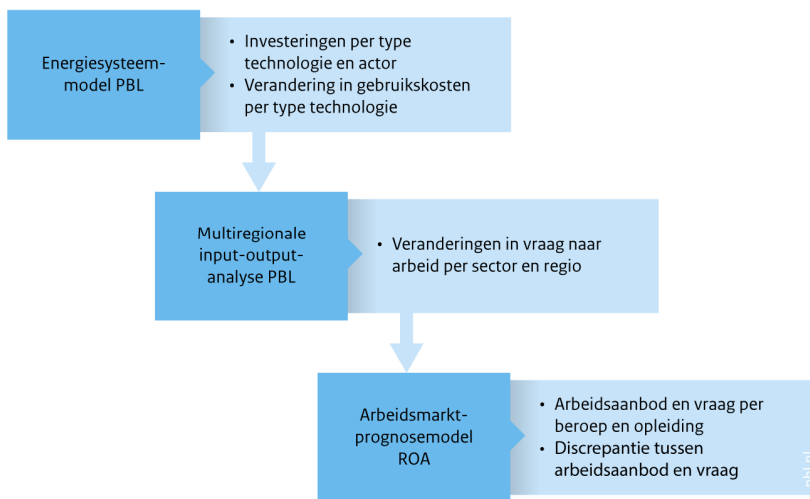 Energiesysteem-
model PBL
• Investeringen per type
technologie en actor
• Verandering in gebruikskosten
per type technologie
Multiregionale
input-output-
analyse PBL
• Veranderingen in vraag naar
arbeid per sector en regio
Arbeidsmarkt-
prognosemodel
ROA
• Arbeidsaanbod en vraag per
beroep en opleiding
• Discrepantie tussen
arbeidsaanbod en vraag
pbl.nl